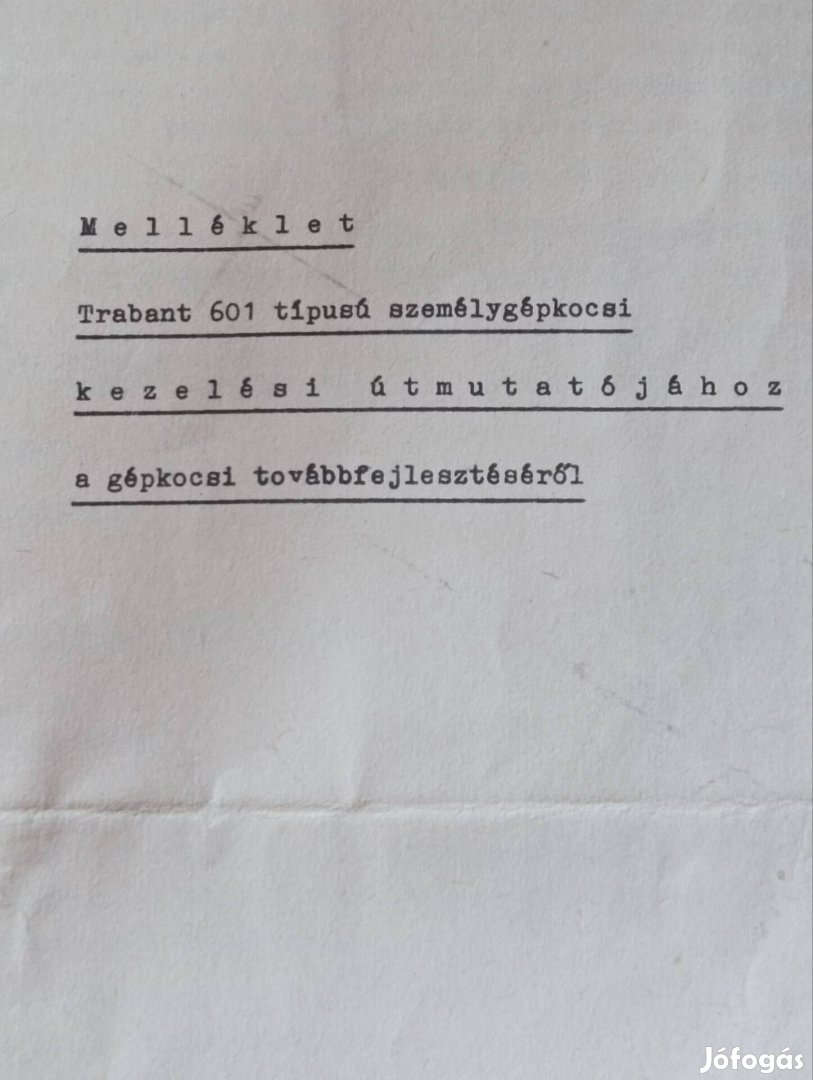 M e l l é k l e t
Trabant 601 típusú személygépkocsi
k e z e l é s i   ú t m u t a t ó j á h o z
a gépkocsi továbbfejlesztéséről
Jófogás